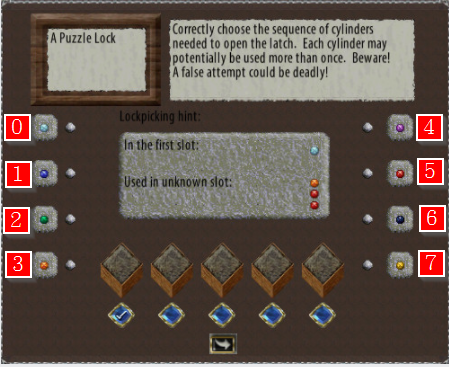 A Puzzle Lock
Correctly choose the sequence of cylinders
needed to open the latch. Each cylinder may
potentially be used more than once. Beware!
A false attempt could be deadly!
Lockpicking hint:
0
4
In the first slot:
1
5
Used in unknown slot:
2
6
3
7